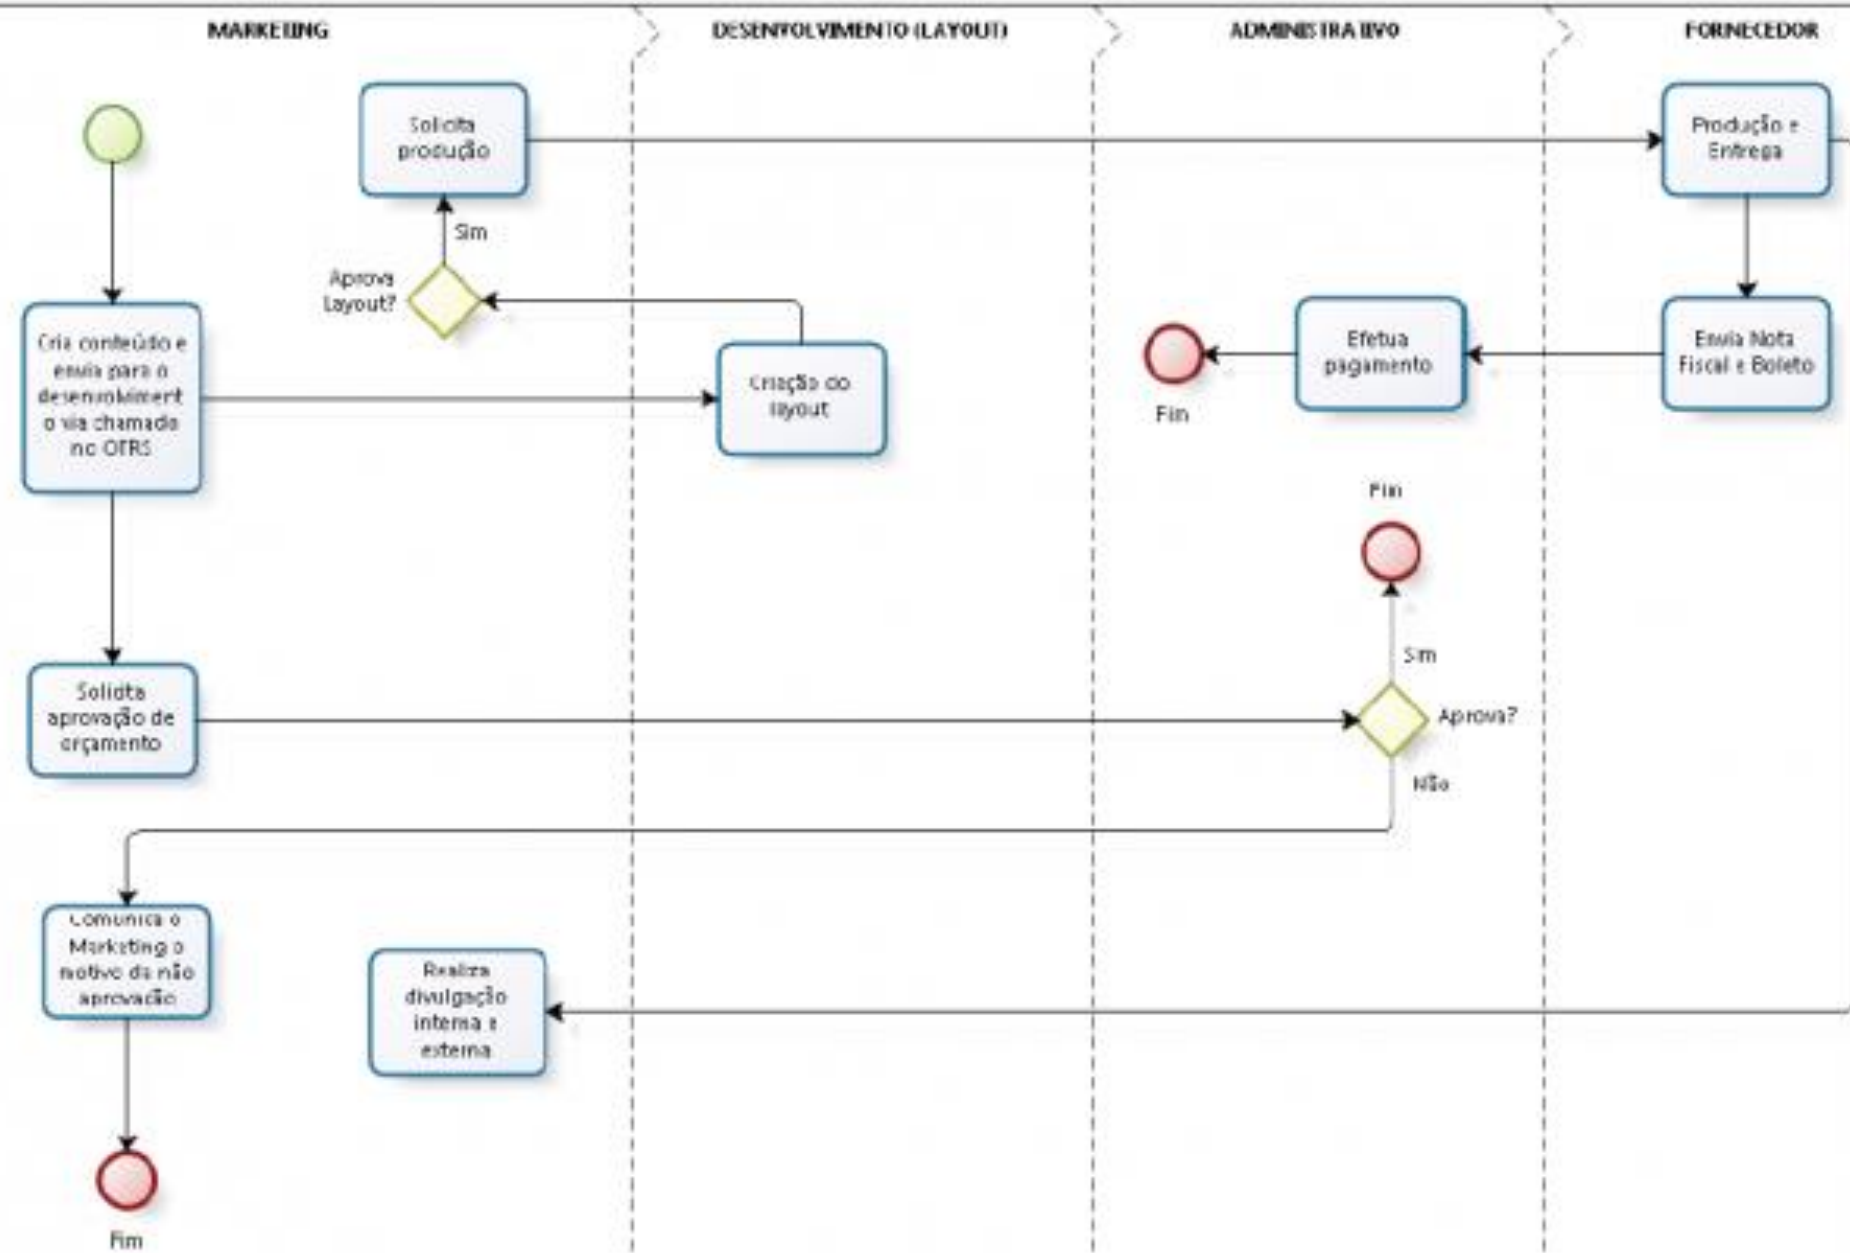 MARKETING
DESENVOLVIMENTO (LAYOUT)
ADMINISTRATIVO
FORNECEDOR
Solicita
produção
Produção e
Entrega
Sim
Aprova
Layout?
Cria conteúdo e
envia para o
desenvolviment
o via chamado
no OTRS
Criação do
layout
Fim
Efetua
pagamento
Envia Nota
Fiscal e Boleto
Fim
Sim
Aprova?
Não
Solicita
aprovação de
orçamento
Comunica o
Marketing o
motivo da não
aprovação
Realiza
divulgação
interna e
externa
Fim